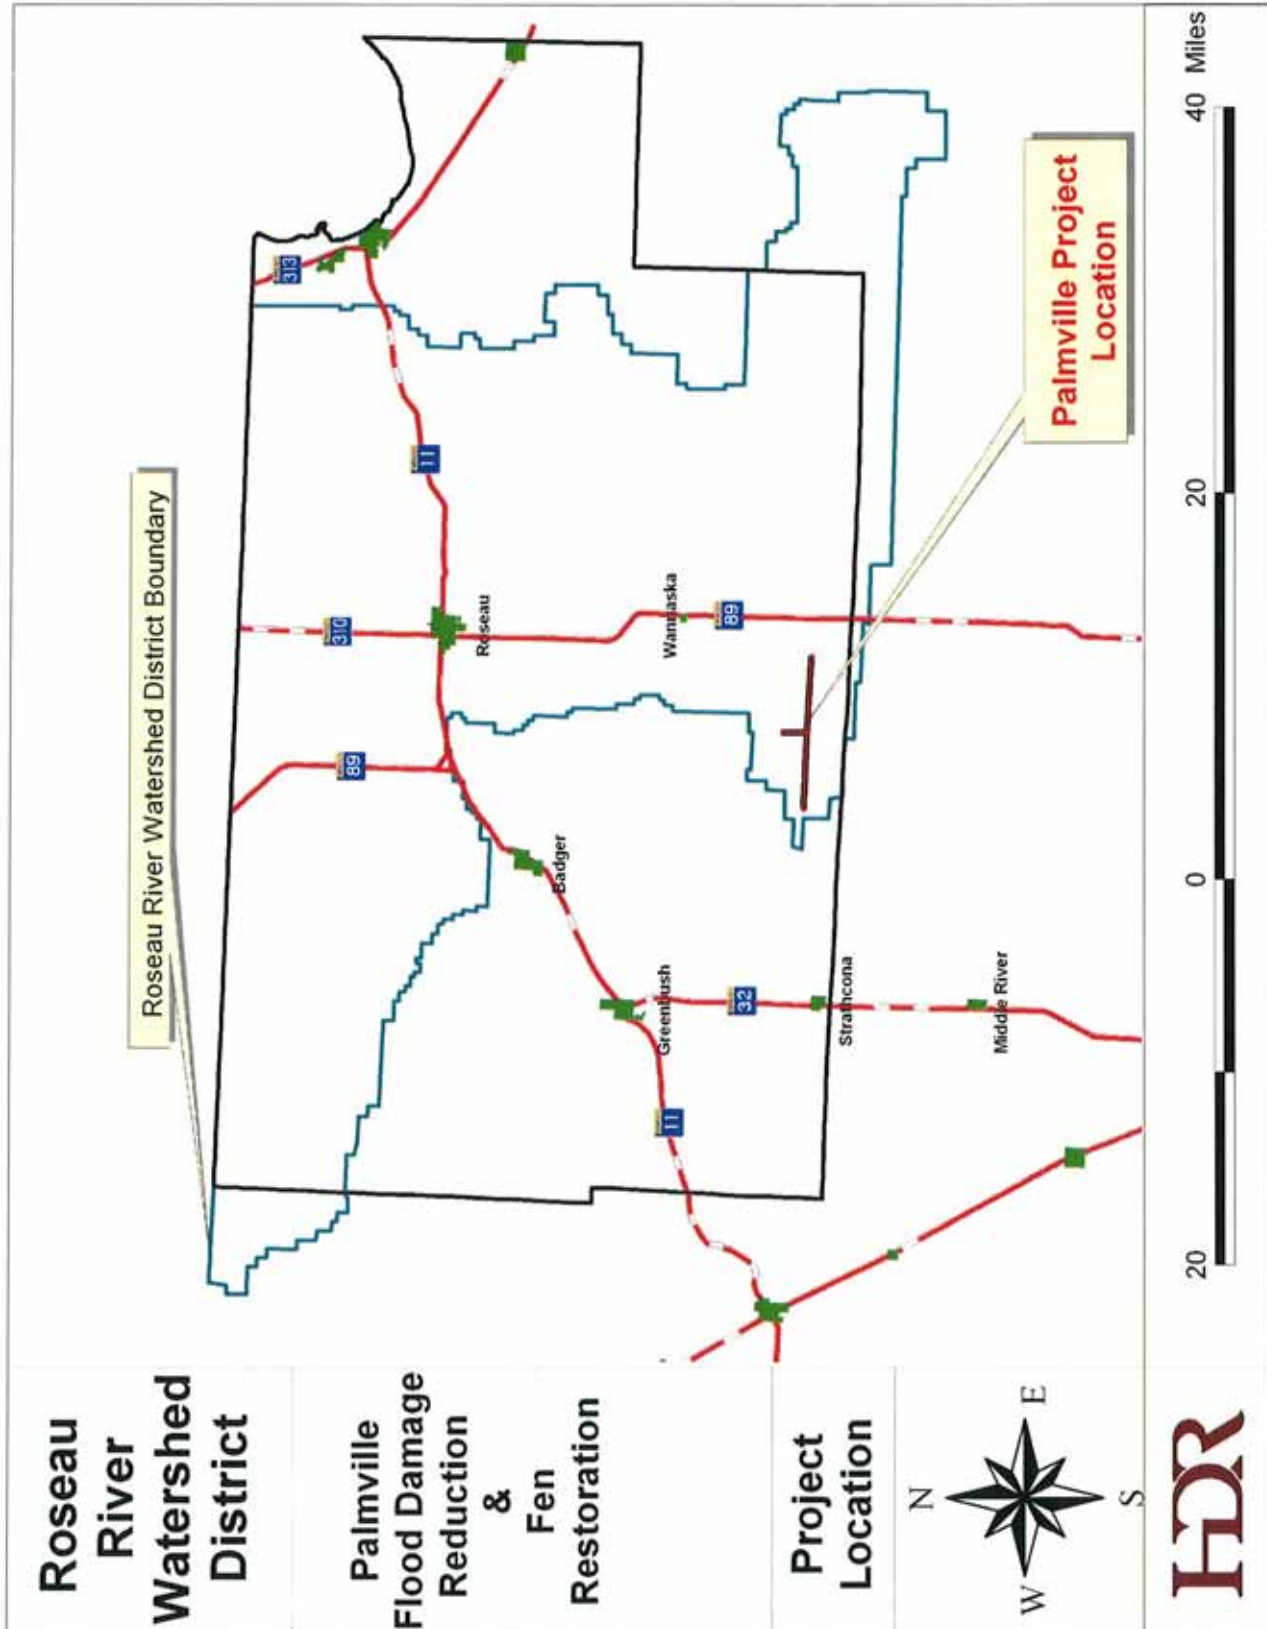 Roseau
River
Watershed
District
Palmville
Flood Damage
Reduction
&
Fen
Restoration
Project
Location
N
W
E
S
HDR
Roseau River Watershed District Boundary
313
310
89
11
Roseau
Badger
Wannaska
89
Greenbush
32
11
Strathcona
Middle River
Palmville Project
Location
20
0
20
40 Miles